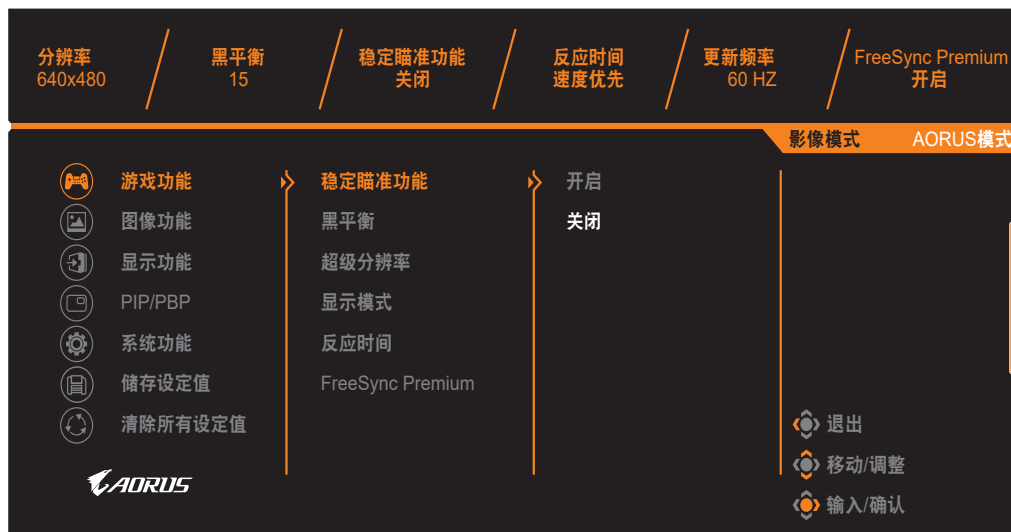 分辨率 黑平衡 稳定瞄准功能 反应时间 更新频率 FreeSync Premium
640x480 15 关闭 速度优先 60 HZ 开启
影像模式 AORUS模式
游戏功能 稳定瞄准功能 开启
图像功能 黑平衡 关闭
显示功能 超级分辨率
PIP/PBP 显示模式
系统功能 反应时间
储存设定值 FreeSync Premium
清除所有设定值 退出
移动/调整
AORUS
输入/确认